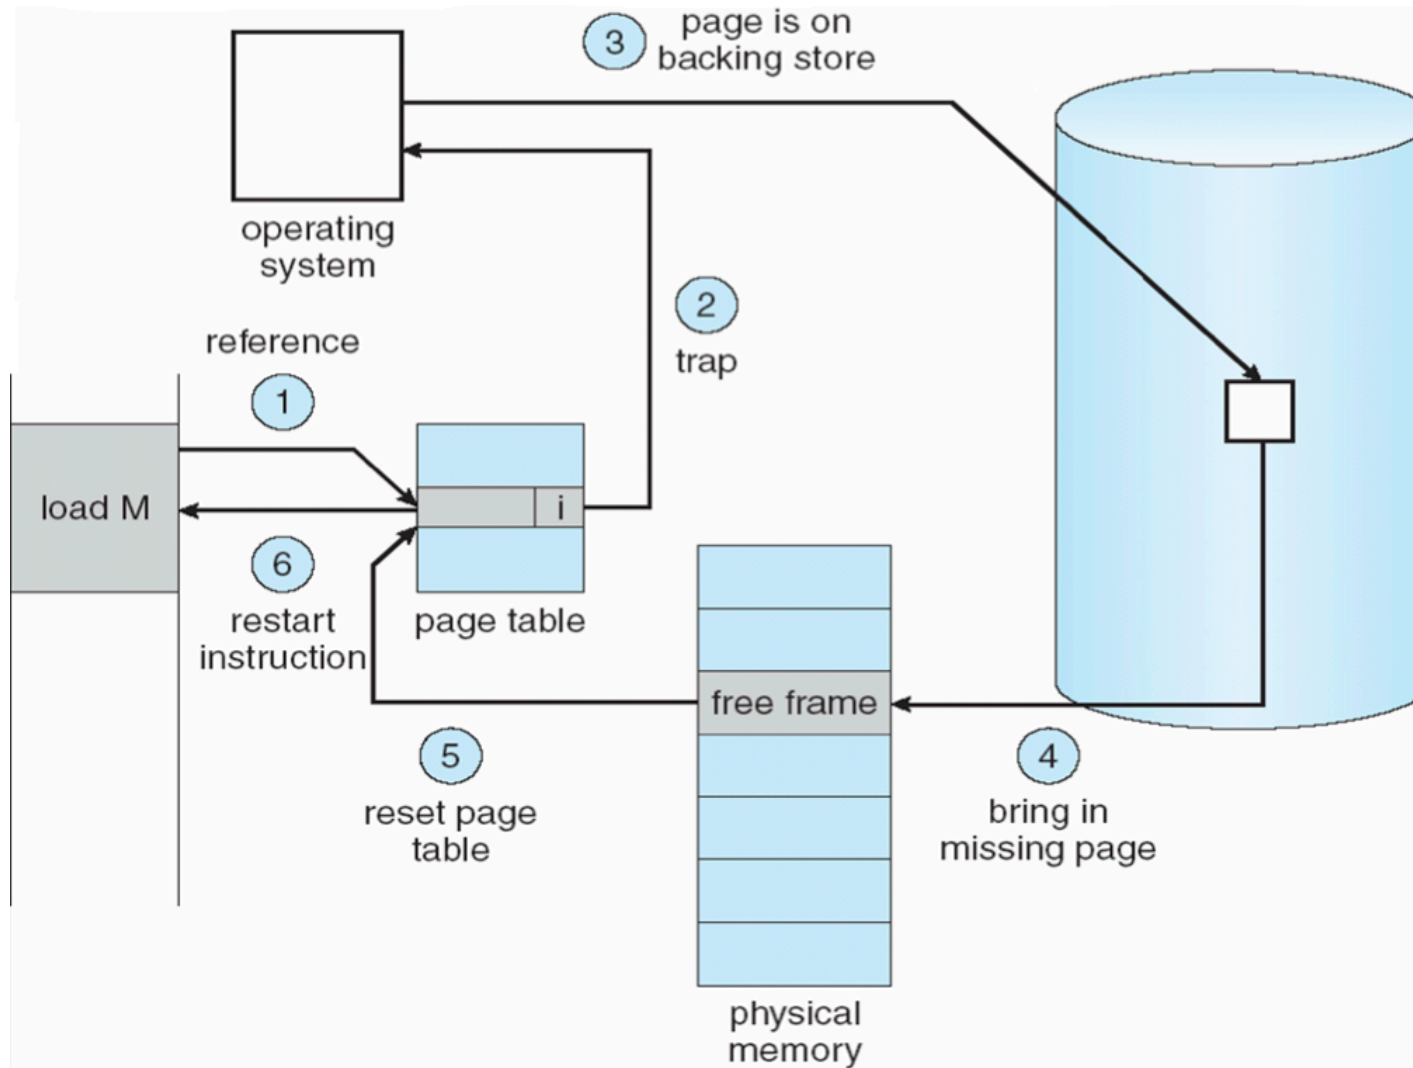 3
page is on
backing store
operating
system
2
trap
reference
1
load M
i
6
restart
instruction
page table
free frame
5
reset page
table
4
bring in
missing page
physical
memory